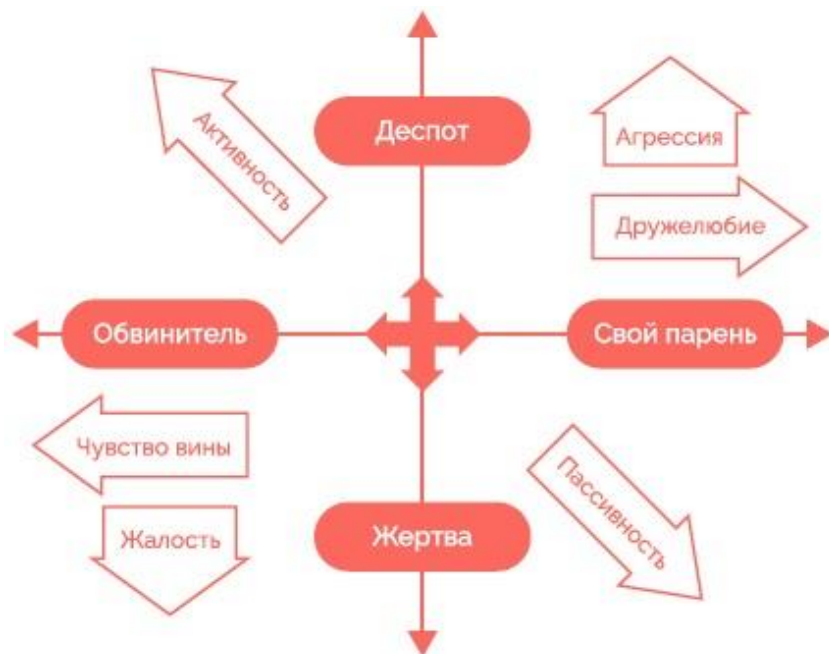 Деспот
Активность
Агрессия
Дружелюбие
Обвинитель
Свой парень
Чувство вины
Жалость
Жертва
Пассивность